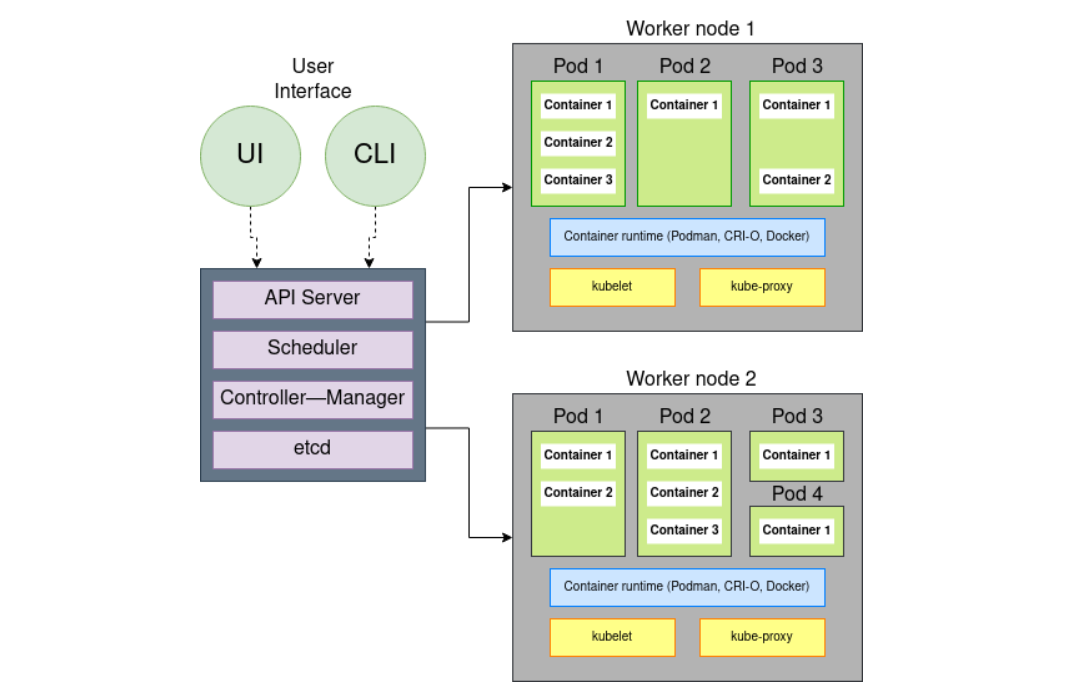 User
Interface
UI
CLI
API Server
Scheduler
Controller—Manager
etcd
Worker node 1
Pod 1
Pod 2
Pod 3
Container 1
Container 2
Container 3
Container 1
Container 1
Container 2
Container runtime (Podman, CRI-O, Docker)
kubelet
kube-proxy
Worker node 2
Pod 1
Pod 2
Pod 3
Container 1
Container 2
Container 1
Container 2
Container 3
Container 1
Pod 4
Container 1
Container runtime (Podman, CRI-O, Docker)
kubelet
kube-proxy